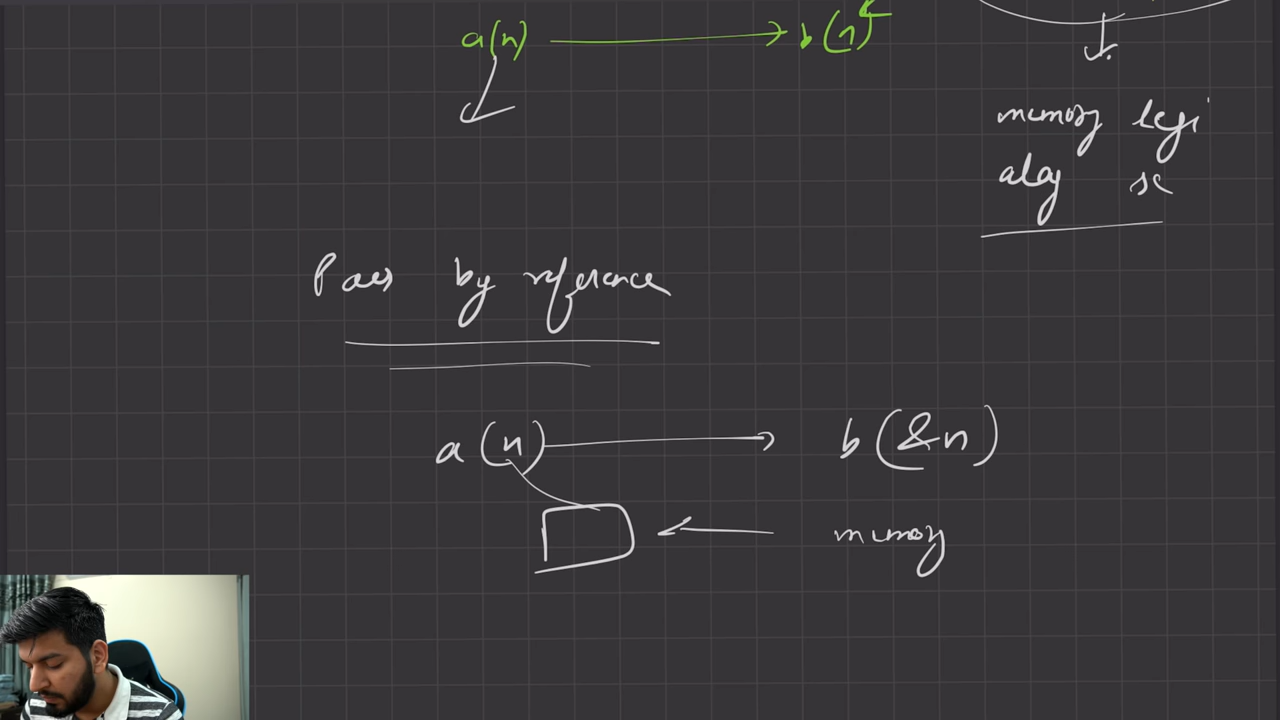 a(n) → b(n)
memory legi
alag se
Pass by reference
a(n) → b(&n)
← memory